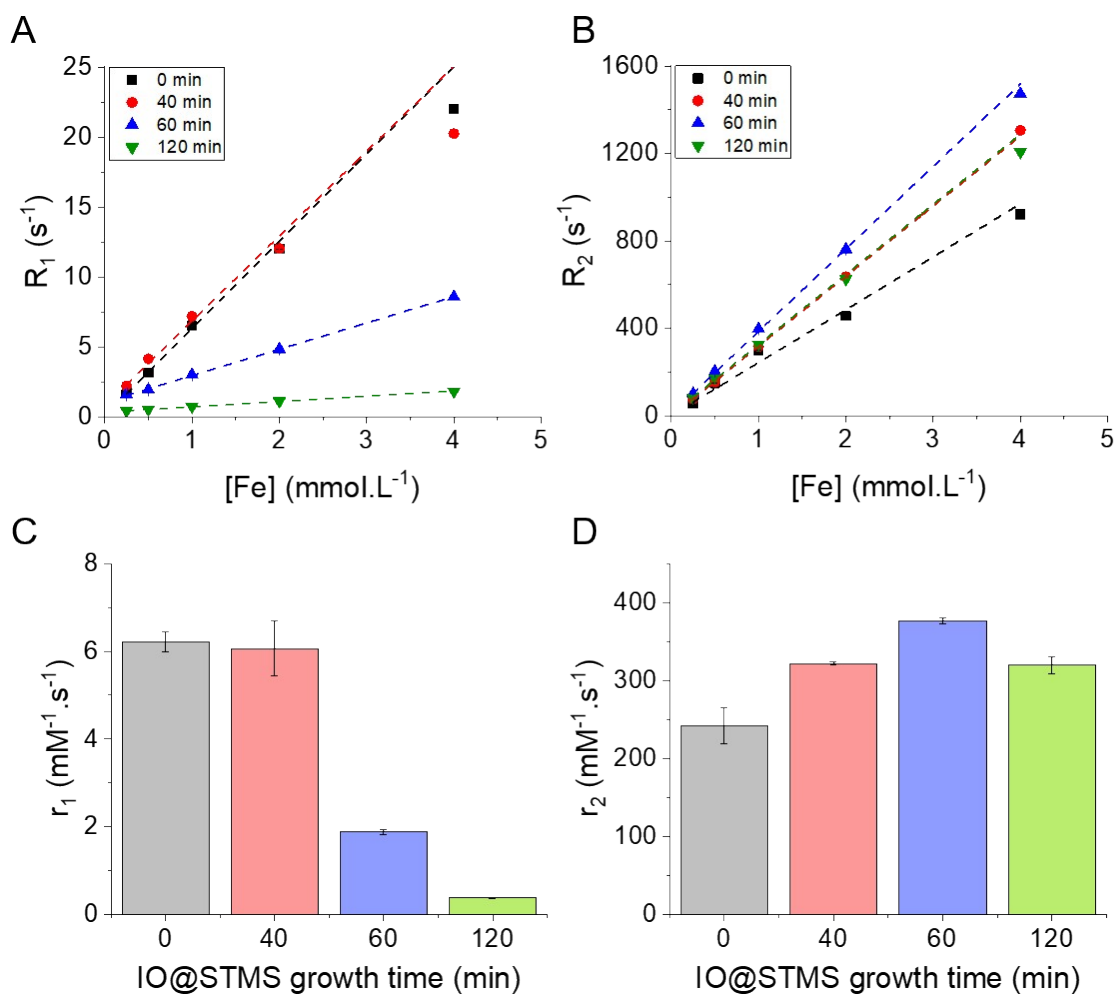 A
B
0 min
40 min
60 min
120 min
25
20
15
10
5
0
R₁ (s⁻¹)
0
1
2
3
4
5
[Fe] (mmol.L⁻¹)
0 min
40 min
60 min
120 min
1600
1200
800
400
0
R₂ (s⁻¹)
0
1
2
3
4
5
[Fe] (mmol.L⁻¹)
C
D
8
6
4
2
0
r₁ (mM⁻¹.s⁻¹)
0
40
60
120
IO@STMS growth time (min)
400
300
200
100
0
r₂ (mM⁻¹.s⁻¹)
0
40
60
120
IO@STMS growth time (min)